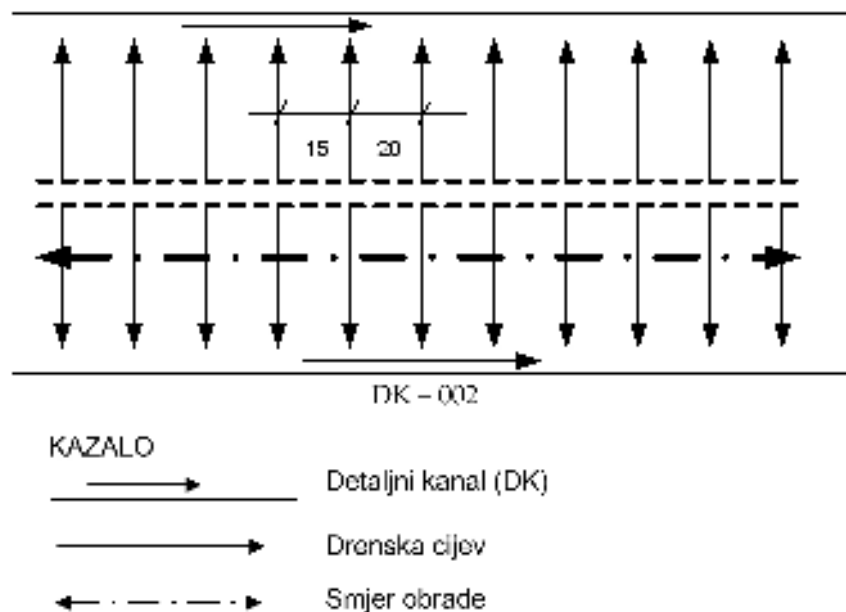 15 20
DK – 002
KAZALO
Detaljni kanal (DK)
Drenska cijev
Smjer obrade